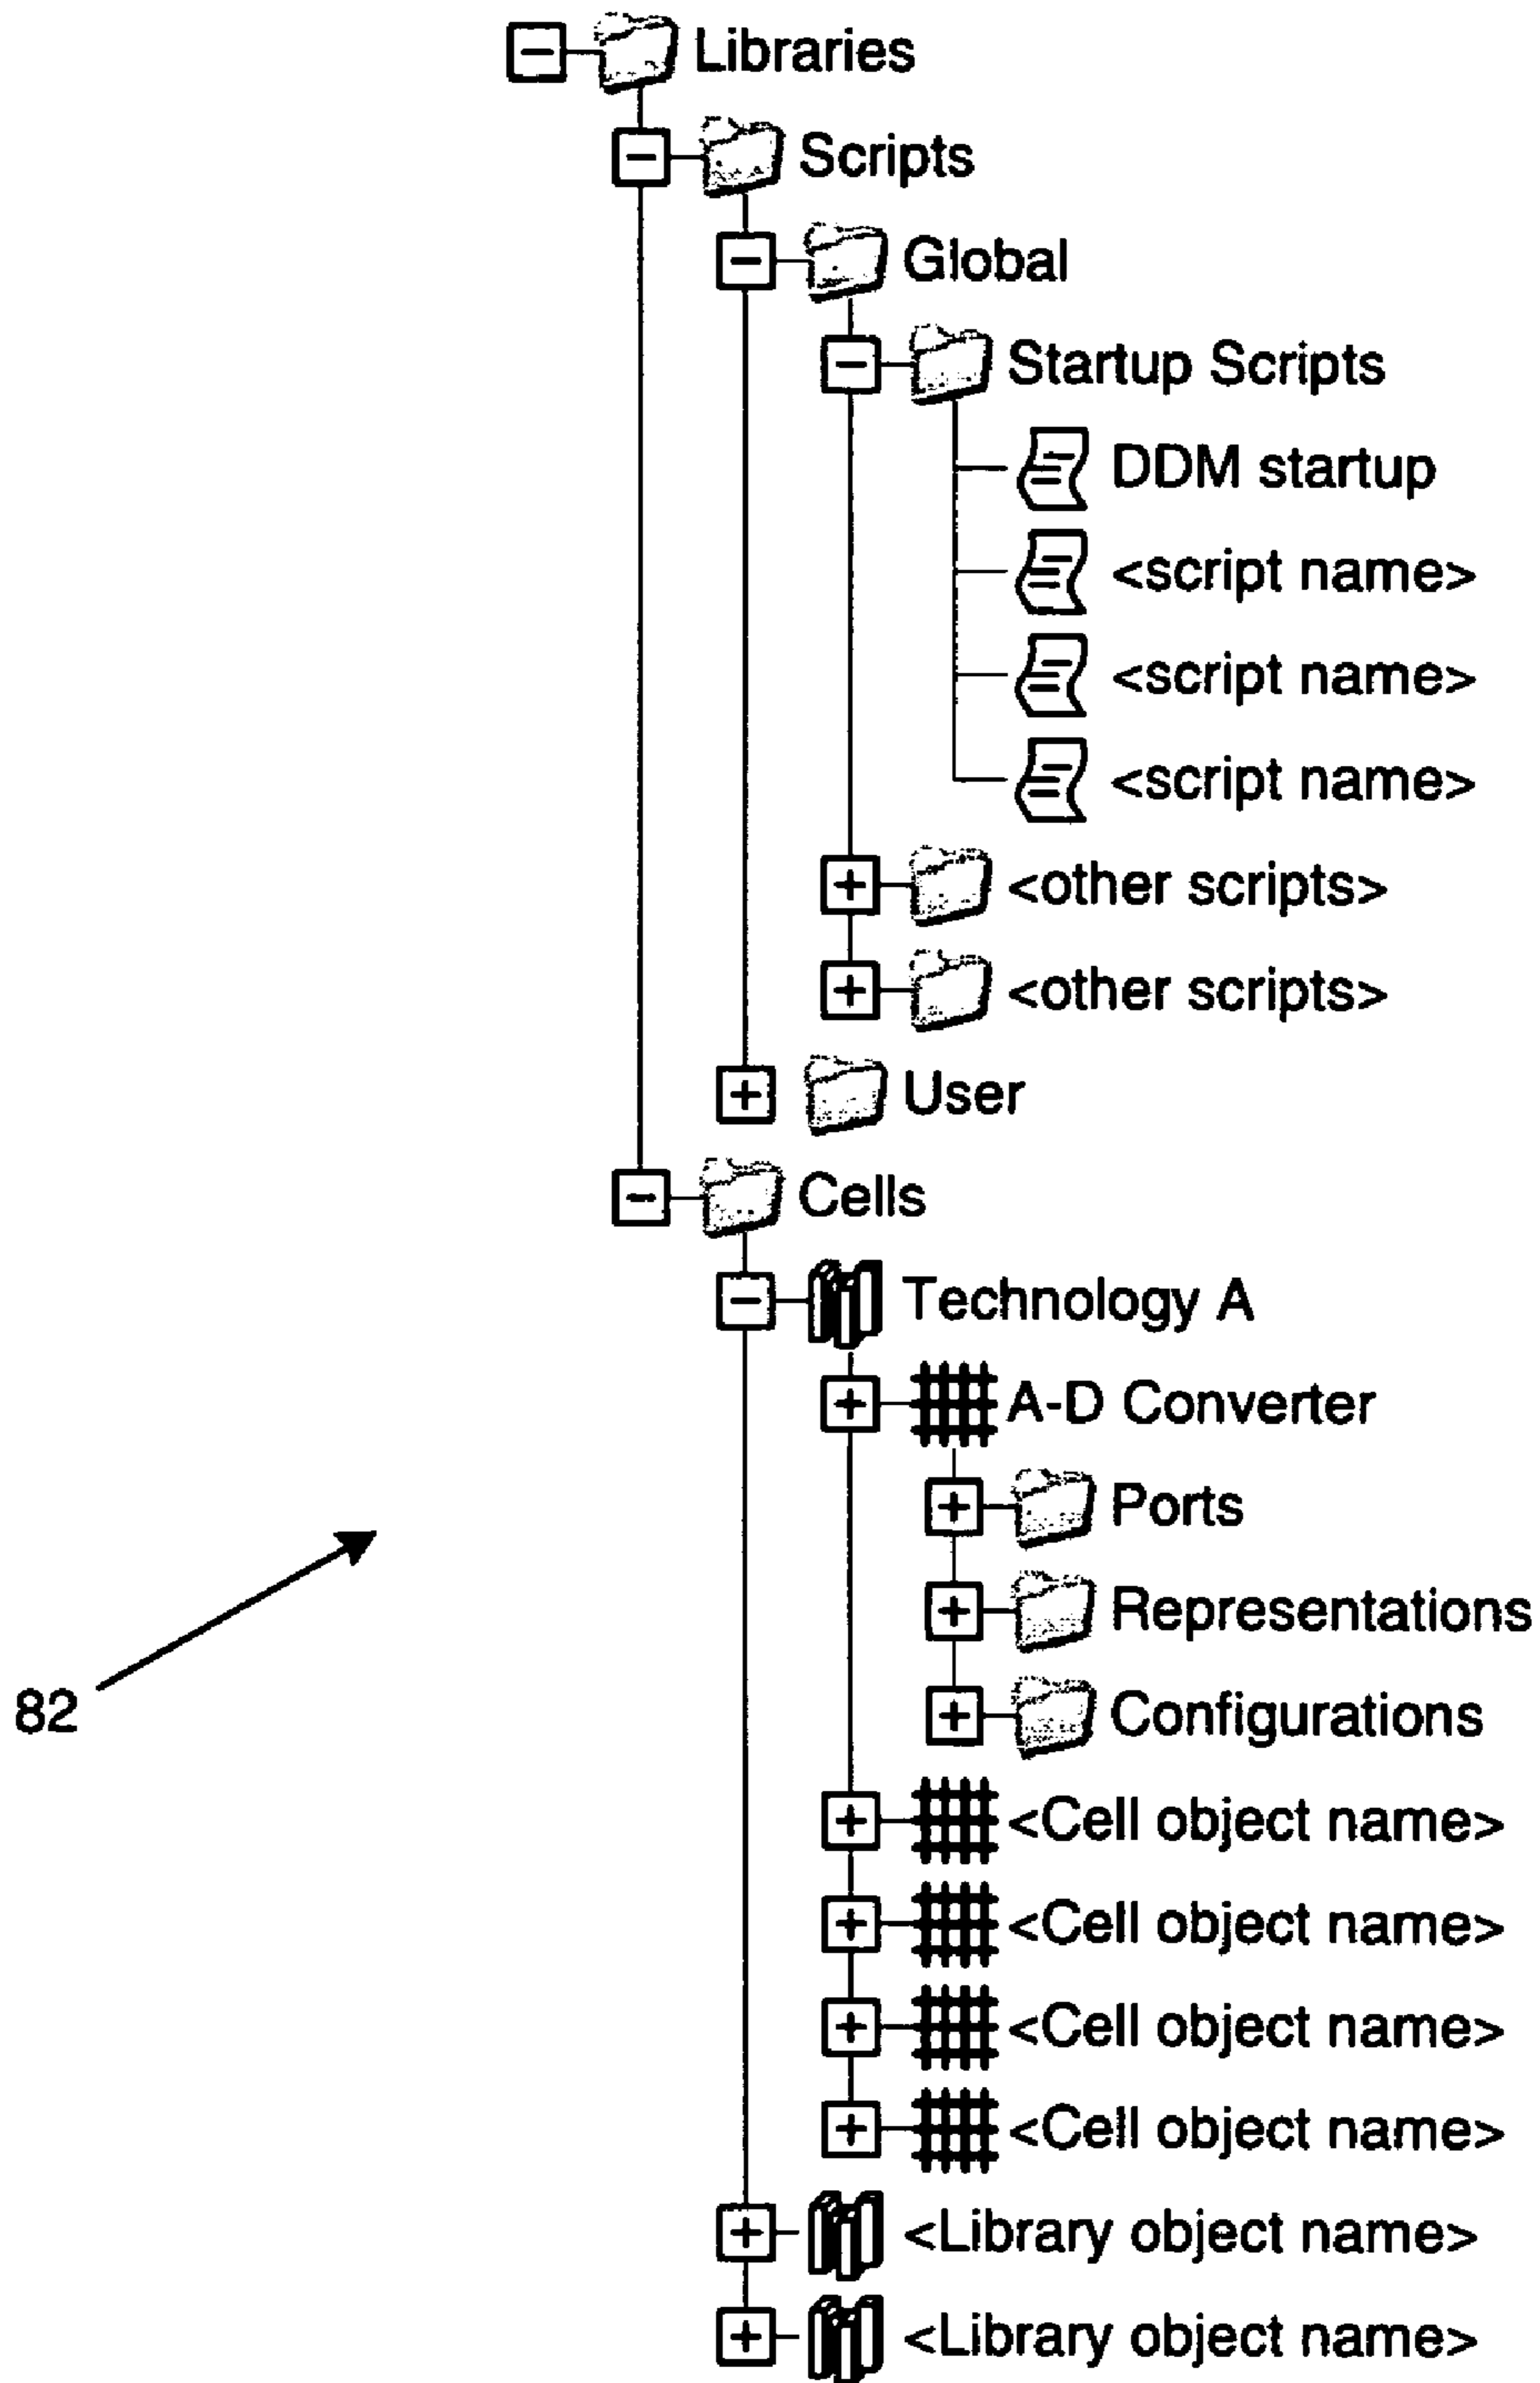 Libraries
Scripts
Global
Startup Scripts
DDM startup
<script name>
<script name>
<script name>
<other scripts>
<other scripts>
User
Cells
Technology A
A-D Converter
Ports
Representations
Configurations
82
<Cell object name>
<Cell object name>
<Cell object name>
<Cell object name>
<Library object name>
<Library object name>